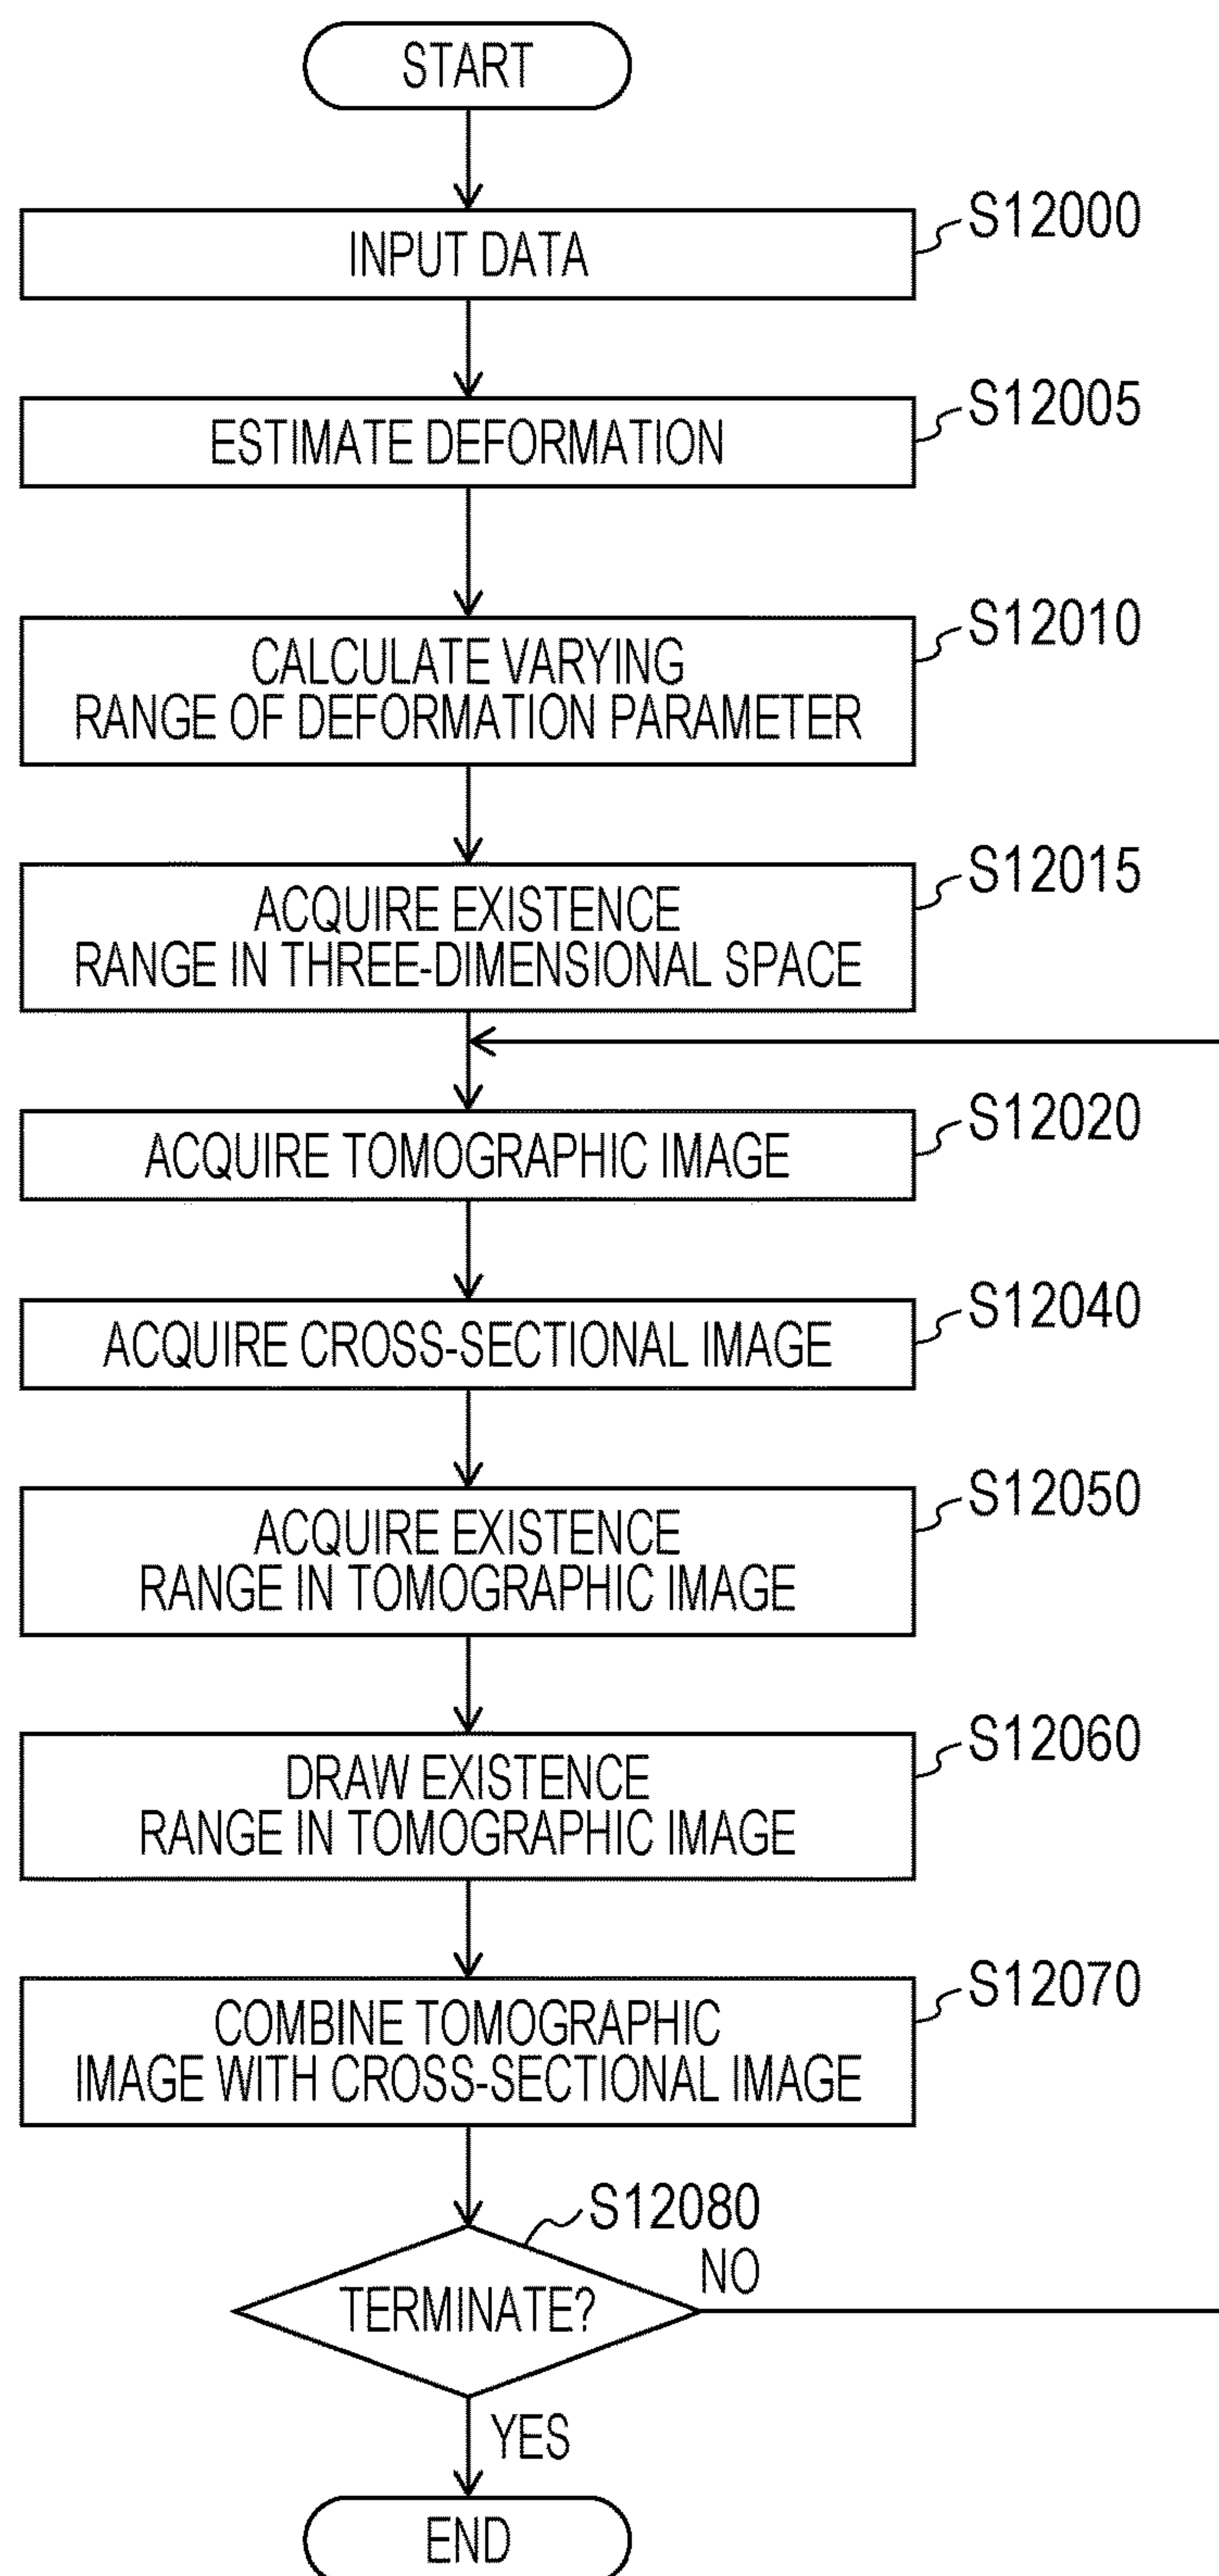 START
S12000
INPUT DATA
S12005
ESTIMATE DEFORMATION
S12010
CALCULATE VARYING
RANGE OF DEFORMATION PARAMETER
S12015
ACQUIRE EXISTENCE
RANGE IN THREE-DIMENSIONAL SPACE
S12020
ACQUIRE TOMOGRAPHIC IMAGE
S12040
ACQUIRE CROSS-SECTIONAL IMAGE
S12050
ACQUIRE EXISTENCE
RANGE IN TOMOGRAPHIC IMAGE
S12060
DRAW EXISTENCE
RANGE IN TOMOGRAPHIC IMAGE
S12070
COMBINE TOMOGRAPHIC
IMAGE WITH CROSS-SECTIONAL IMAGE
S12080
NO
TERMINATE?
YES
END